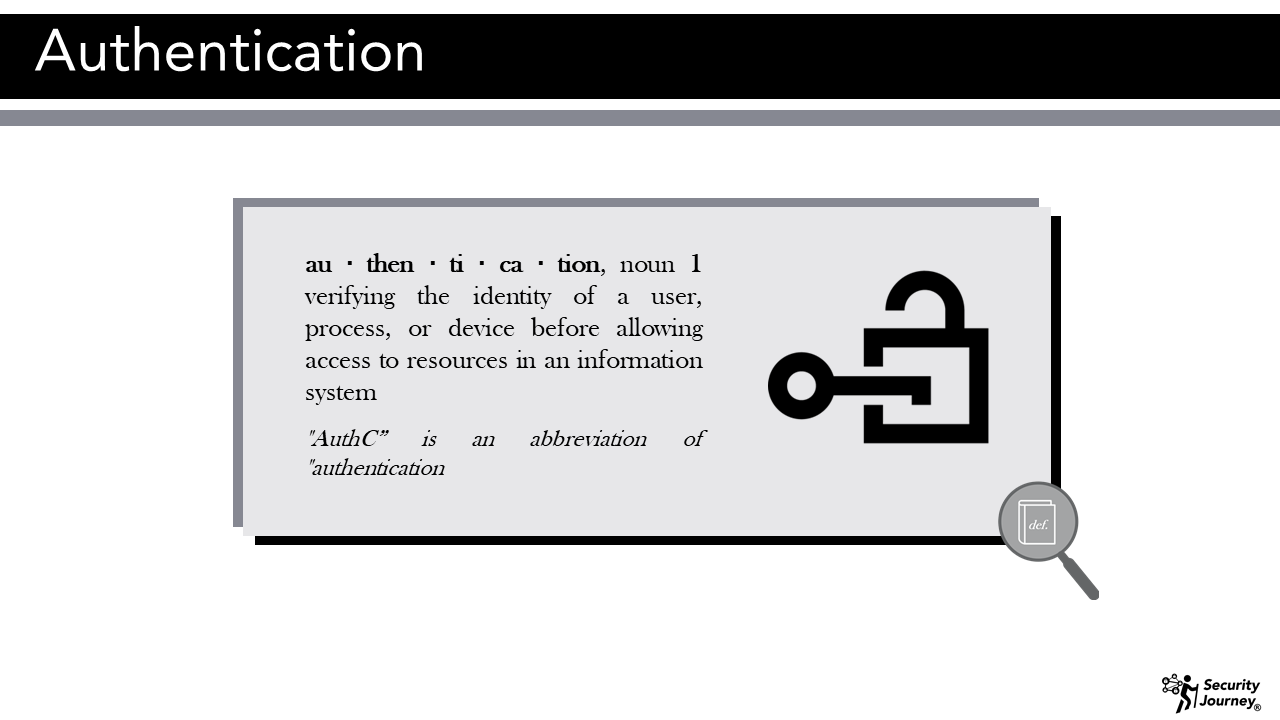 Authentication
au · then · ti · ca · tion, noun 1
verifying the identity of a user,
process, or device before allowing
access to resources in an information
system
"AuthC” is an abbreviation of
"authentication
def.
Security
Journey®